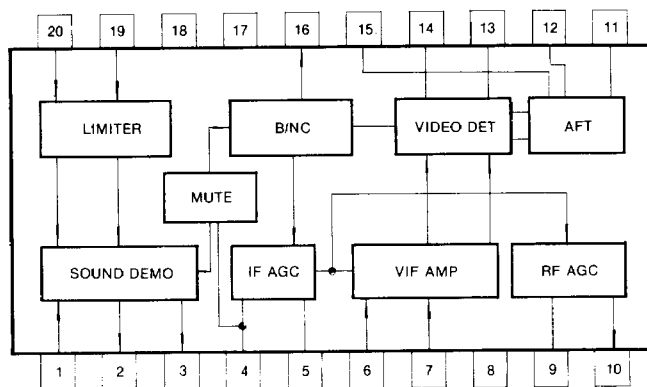 20 19 18 17 16 15 14 13 12 11
LIMITER B/NC VIDEO DET AFT
MUTE
SOUND DEMO IF AGC VIF AMP RF AGC
1 2 3 4 5 6 7 8 9 10